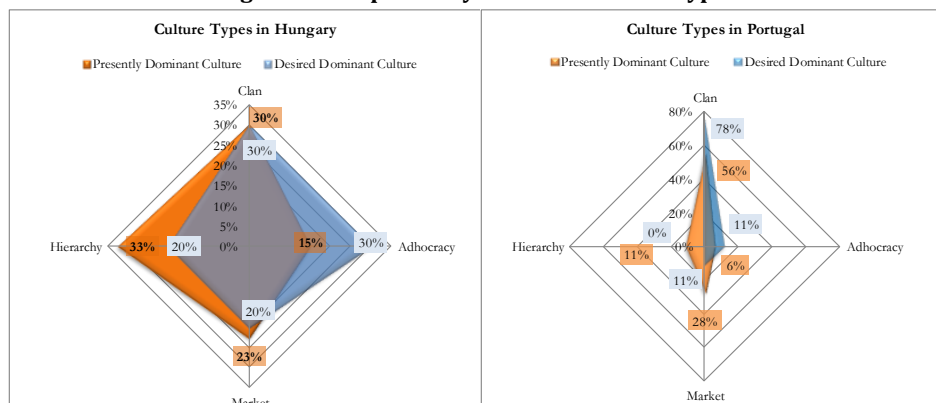 Culture Types in Hungary
Presently Dominant Culture
Desired Dominant Culture
Clan
35%
30%
30%
30%
25%
20%
15%
10%
5%
0%
Hierarchy
33%
20%
15%
30%
Adhocracy
20%
23%
Market
Culture Types in Portugal
Presently Dominant Culture
Desired Dominant Culture
Clan
80%
78%
60%
56%
40%
20%
0%
11%
Hierarchy
0%
Adhocracy
11%
6%
11%
28%
Market